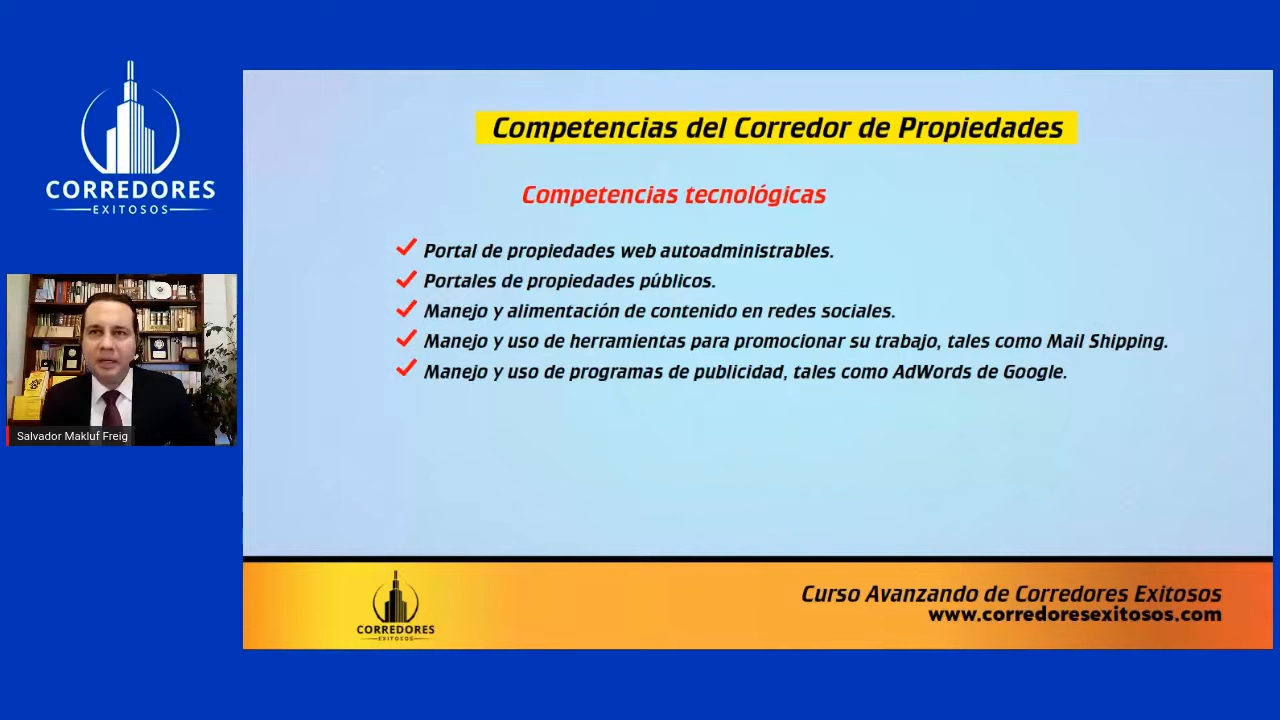 CORREDORES
EXITOSOS
Salvador Makluf Freig
Competencias del Corredor de Propiedades
Competencias tecnológicas
Portal de propiedades web autoadministrables.
Portales de propiedades públicos.
Manejo y alimentación de contenido en redes sociales.
Manejo y uso de herramientas para promocionar su trabajo, tales como Mail Shipping.
Manejo y uso de programas de publicidad, tales como AdWords de Google.
CORREDORES
EXITOSOS
Curso Avanzando de Corredores Exitosos
www.corredoresexitosos.com